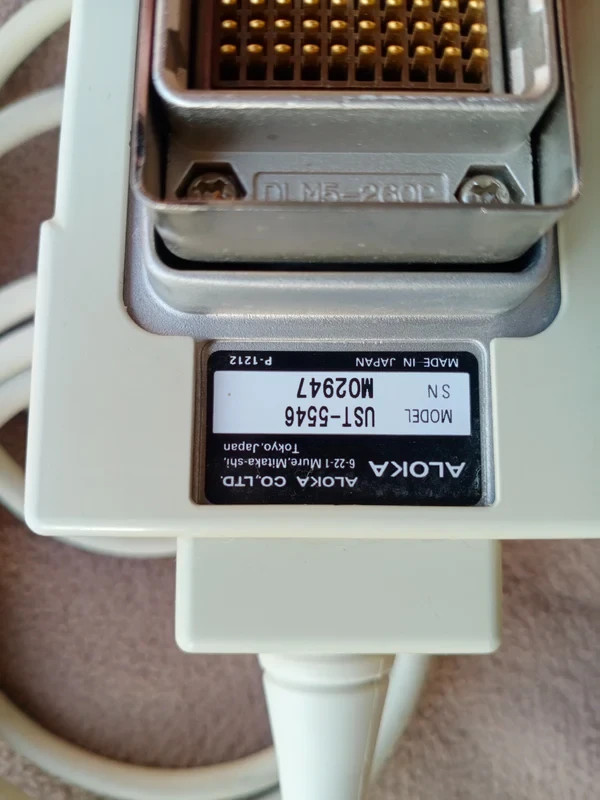 DLM5-260P
ALOKA
ALOKA CO.,LTD.
6-22-1 Mure.Mitaka-shi,
Tokyo.Japan
MODEL UST-5546
SN M02947
MADE IN JAPAN P-1212